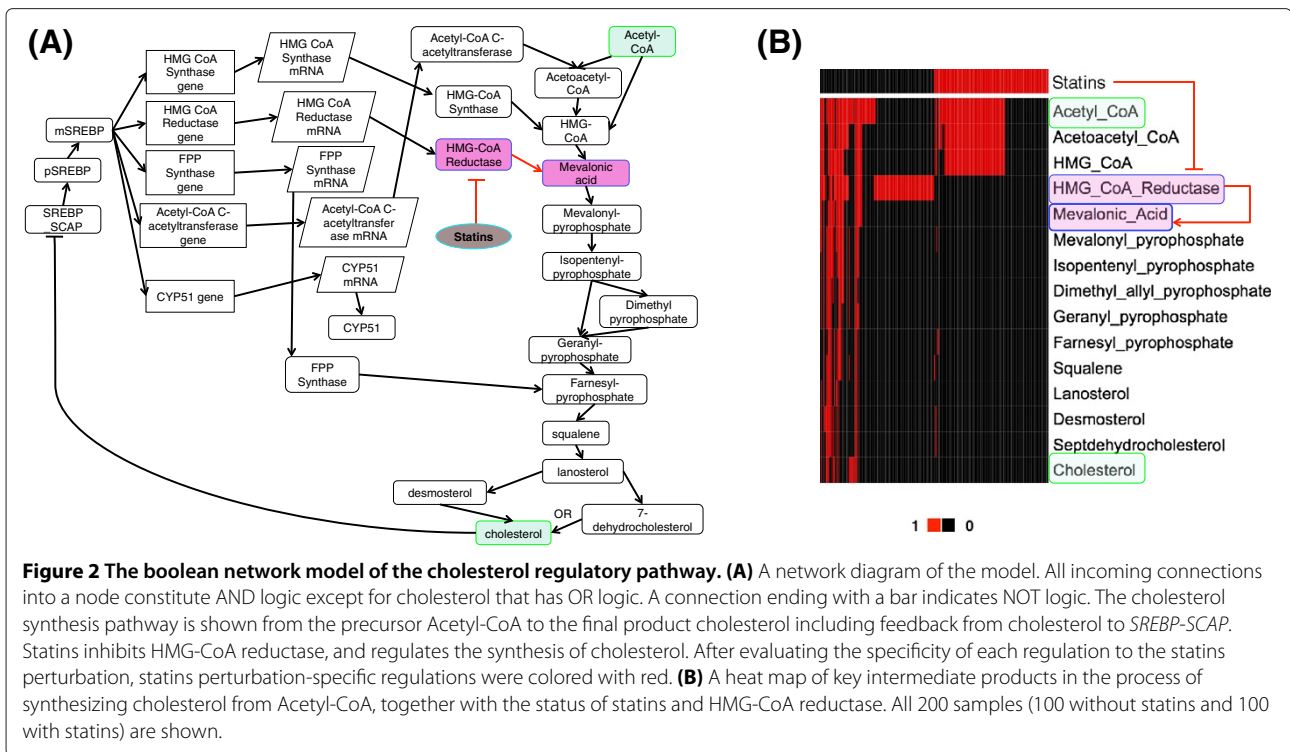 (A)
HMG CoA
Synthase
gene
HMG CoA
Synthase
mRNA
Acetyl-CoA C-
acetyltransferase
Acetyl-
CoA
Acetoacetyl-
CoA
HMG-CoA
Synthase
HMG-
CoA
mSREBP
HMG CoA
Reductase
gene
HMG CoA
Reductase
mRNA
HMG-CoA
Reductase
Mevalonic
acid
pSREBP
FPP
Synthase
gene
FPP
Synthase
mRNA
SREBP
_SCAP
Acetyl-CoA C-
acetyltransferase
gene
Acetyl-CoA C-
acetyltransfer
ase mRNA
Statins
Mevalonyl-
pyrophosphate
Isopentenyl-
pyrophosphate
CYP51 gene
CYP51
mRNA
CYP51
Dimethyl
pyrophosphate
Geranyl-
pyrophosphate
FPP
Synthase
Farnesyl-
pyrophosphate
squalene
lanosterol
desmosterol
OR
7-
dehydrocholesterol
cholesterol
(B)
Statins
Acetyl_CoA
Acetoacetyl_CoA
HMG_CoA
HMG_CoA_Reductase
Mevalonic_Acid
Mevalonyl_pyrophosphate
Isopentenyl_pyrophosphate
Dimethyl_allyl_pyrophosphate
Geranyl_pyrophosphate
Farnesyl_pyrophosphate
Squalene
Lanosterol
Desmosterol
Septdehydrocholesterol
Cholesterol
1 0
Figure 2 The boolean network model of the cholesterol regulatory pathway. (A) A network diagram of the model. All incoming connections
into a node constitute AND logic except for cholesterol that has OR logic. A connection ending with a bar indicates NOT logic. The cholesterol
synthesis pathway is shown from the precursor Acetyl-CoA to the final product cholesterol including feedback from cholesterol to SREBP-SCAP.
Statins inhibits HMG-CoA reductase, and regulates the synthesis of cholesterol. After evaluating the specificity of each regulation to the statins
perturbation, statins perturbation-specific regulations were colored with red. (B) A heat map of key intermediate products in the process of
synthesizing cholesterol from Acetyl-CoA, together with the status of statins and HMG-CoA reductase. All 200 samples (100 without statins and 100
with statins) are shown.